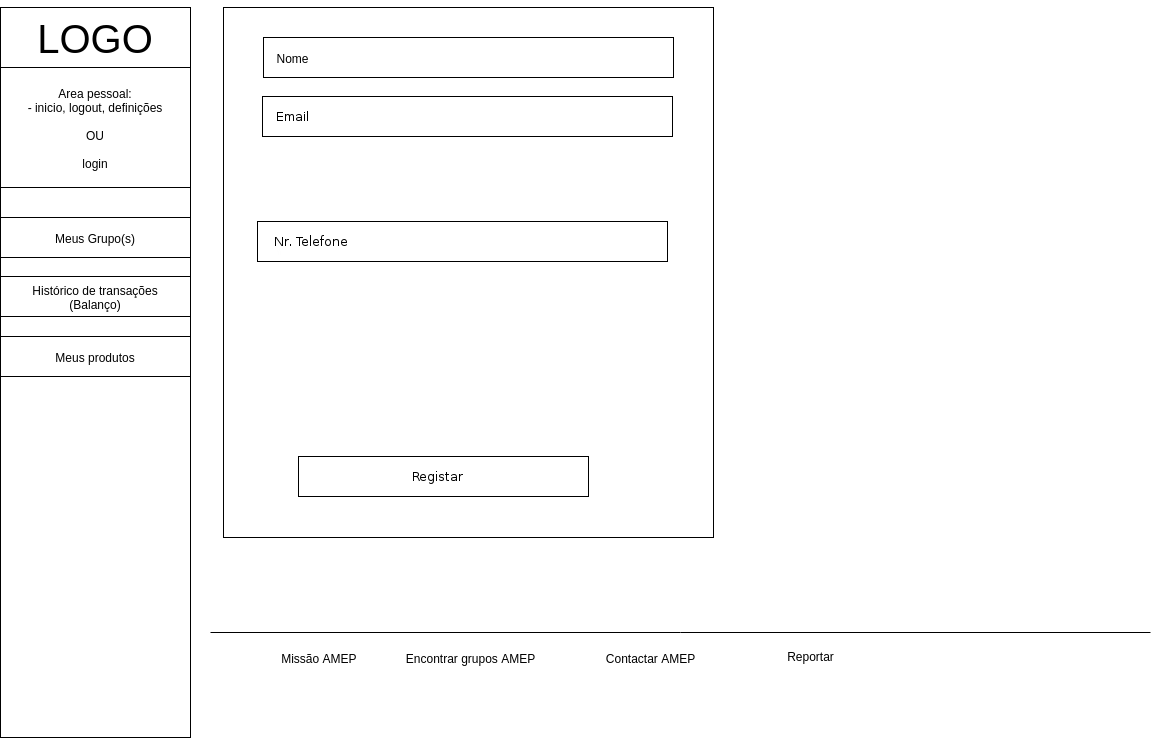 LOGO
Area pessoal:
- inicio, logout, definições
OU
login
Meus Grupo(s)
Histórico de transações
(Balanço)
Meus produtos
Nome
Email
Nr. Telefone
Registar
Missão AMEP
Encontrar grupos AMEP
Contactar AMEP
Reportar